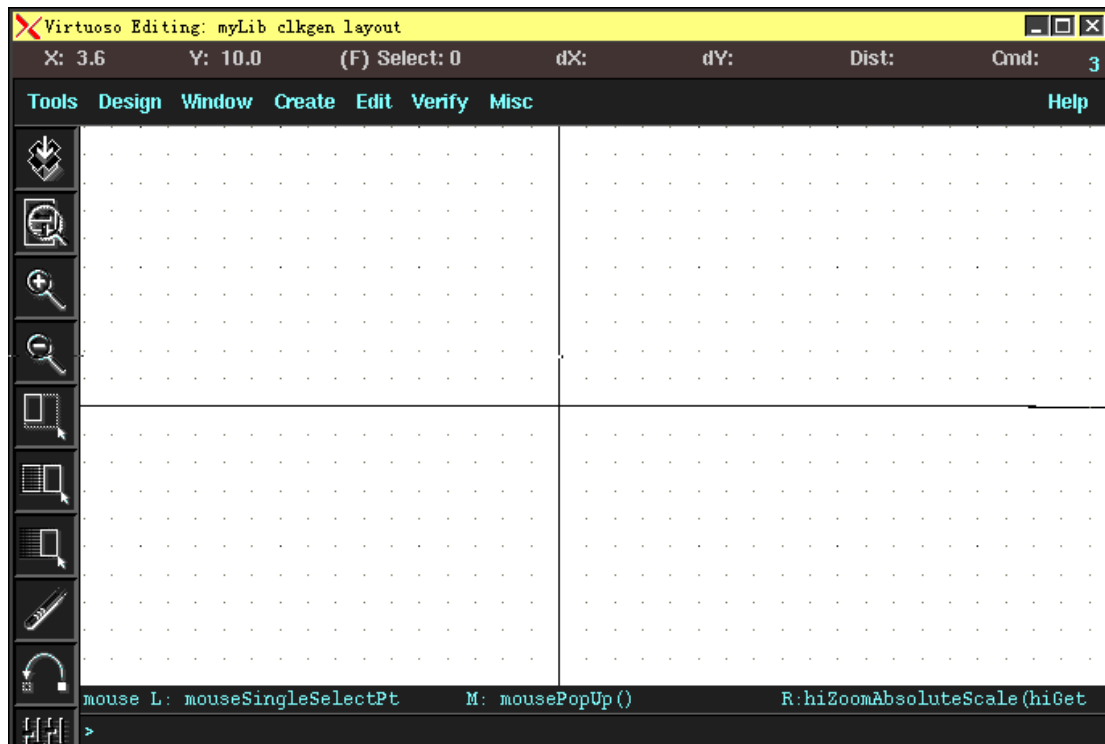 Virtuoso Editing: myLib clkgen layout
X: 3.6 Y: 10.0 (F) Select: 0 dX: dY: Dist: Cmd: 3
Tools Design Window Create Edit Verify Misc Help
mouse L: mouseSingleSelectPt M: mousePopUp() R:hiZoomAbsoluteScale(hiGet
>